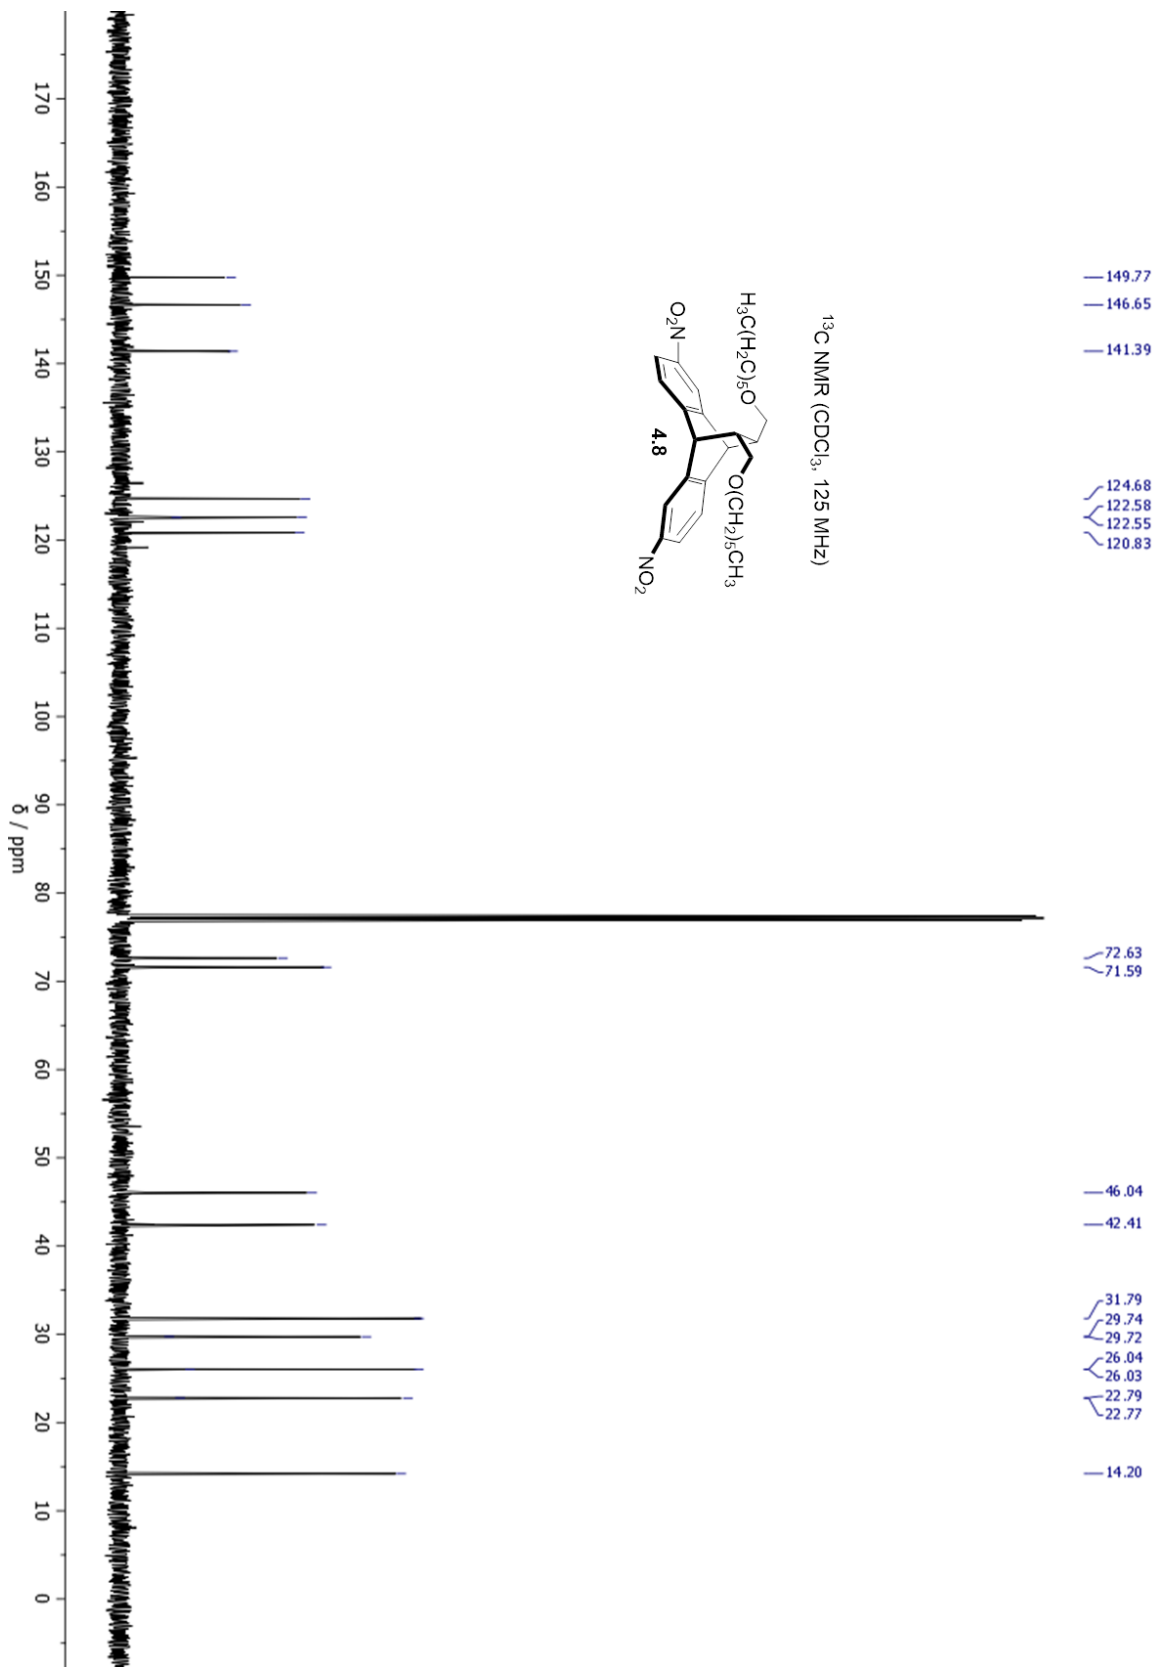 ¹³C NMR (CDCl₃, 125 MHz)
H₃C(H₂C)₅O
O(CH₂)₅CH₃
O₂N
4.8
NO₂
149.77
146.65
141.39
124.68
122.58
122.55
120.83
72.63
71.59
46.04
42.41
31.79
29.74
29.72
26.04
26.03
22.79
22.77
14.20
170 160 150 140 130 120 110 100 90 80 70 60 50 40 30 20 10 0
δ / ppm